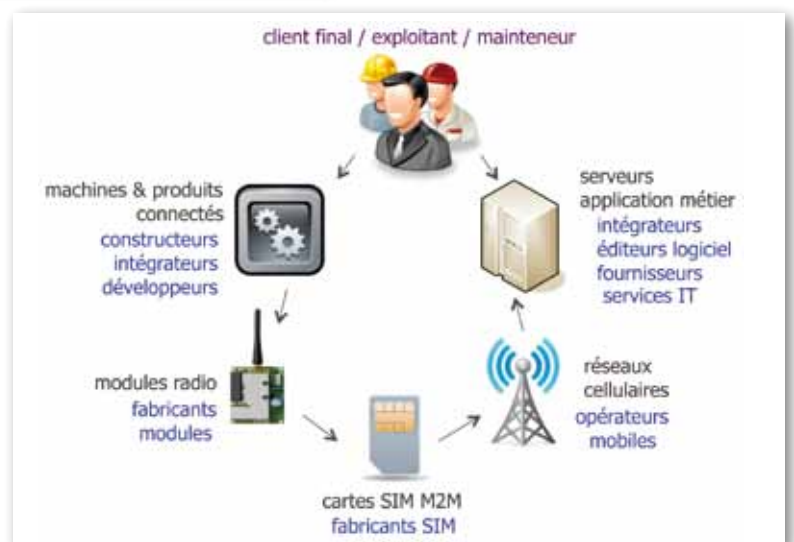 client final / exploitant / mainteneur
machines & produits
connectés
constructeurs
intégrateurs
développeurs
serveurs
application métier
intégrateurs
éditeurs logiciel
fournisseurs
services IT
modules radio
fabricants
modules
réseaux
cellulaires
opérateurs
mobiles
cartes SIM M2M
fabricants SIM